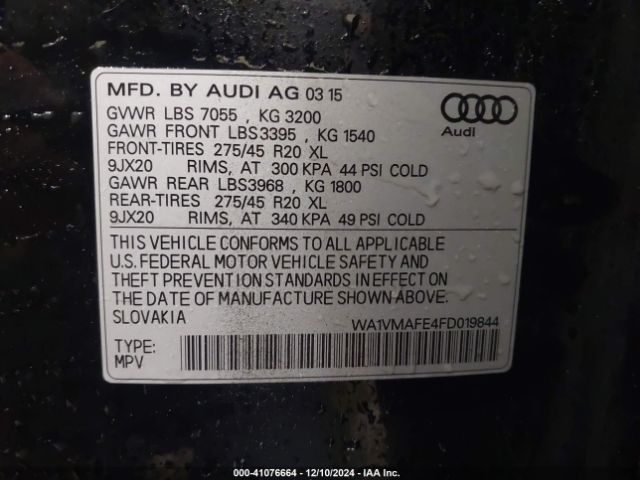 MFD. BY AUDI AG 03 15
GVWR LBS 7055 , KG 3200
GAWR FRONT LBS3395 , KG 1540
FRONT-TIRES 275/45 R20 XL
9JX20 RIMS, AT 300 KPA 44 PSI COLD
GAWR REAR LBS3968 , KG 1800
REAR-TIRES 275/45 R20 XL
9JX20 RIMS, AT 340 KPA 49 PSI COLD
Audi
THIS VEHICLE CONFORMS TO ALL APPLICABLE
U.S. FEDERAL MOTOR VEHICLE SAFETY AND
THEFT PREVENTION STANDARDS IN EFFECT ON
THE DATE OF MANUFACTURE SHOWN ABOVE.
SLOVAKIA
WA1VMAFE4FD019844
TYPE:
MPV
000-41076664 - 12/10/2024 - IAA Inc.